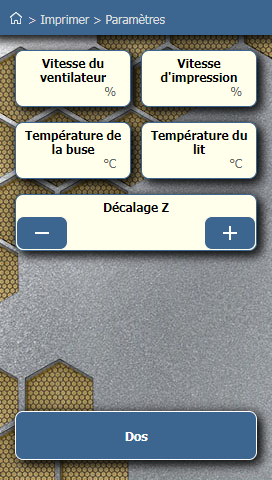 > Imprimer > Paramètres
Vitesse du
ventilateur
%
Vitesse
d'impression
%
Température de
la buse
°C
Température du
lit
°C
Décalage Z
− +
Dos